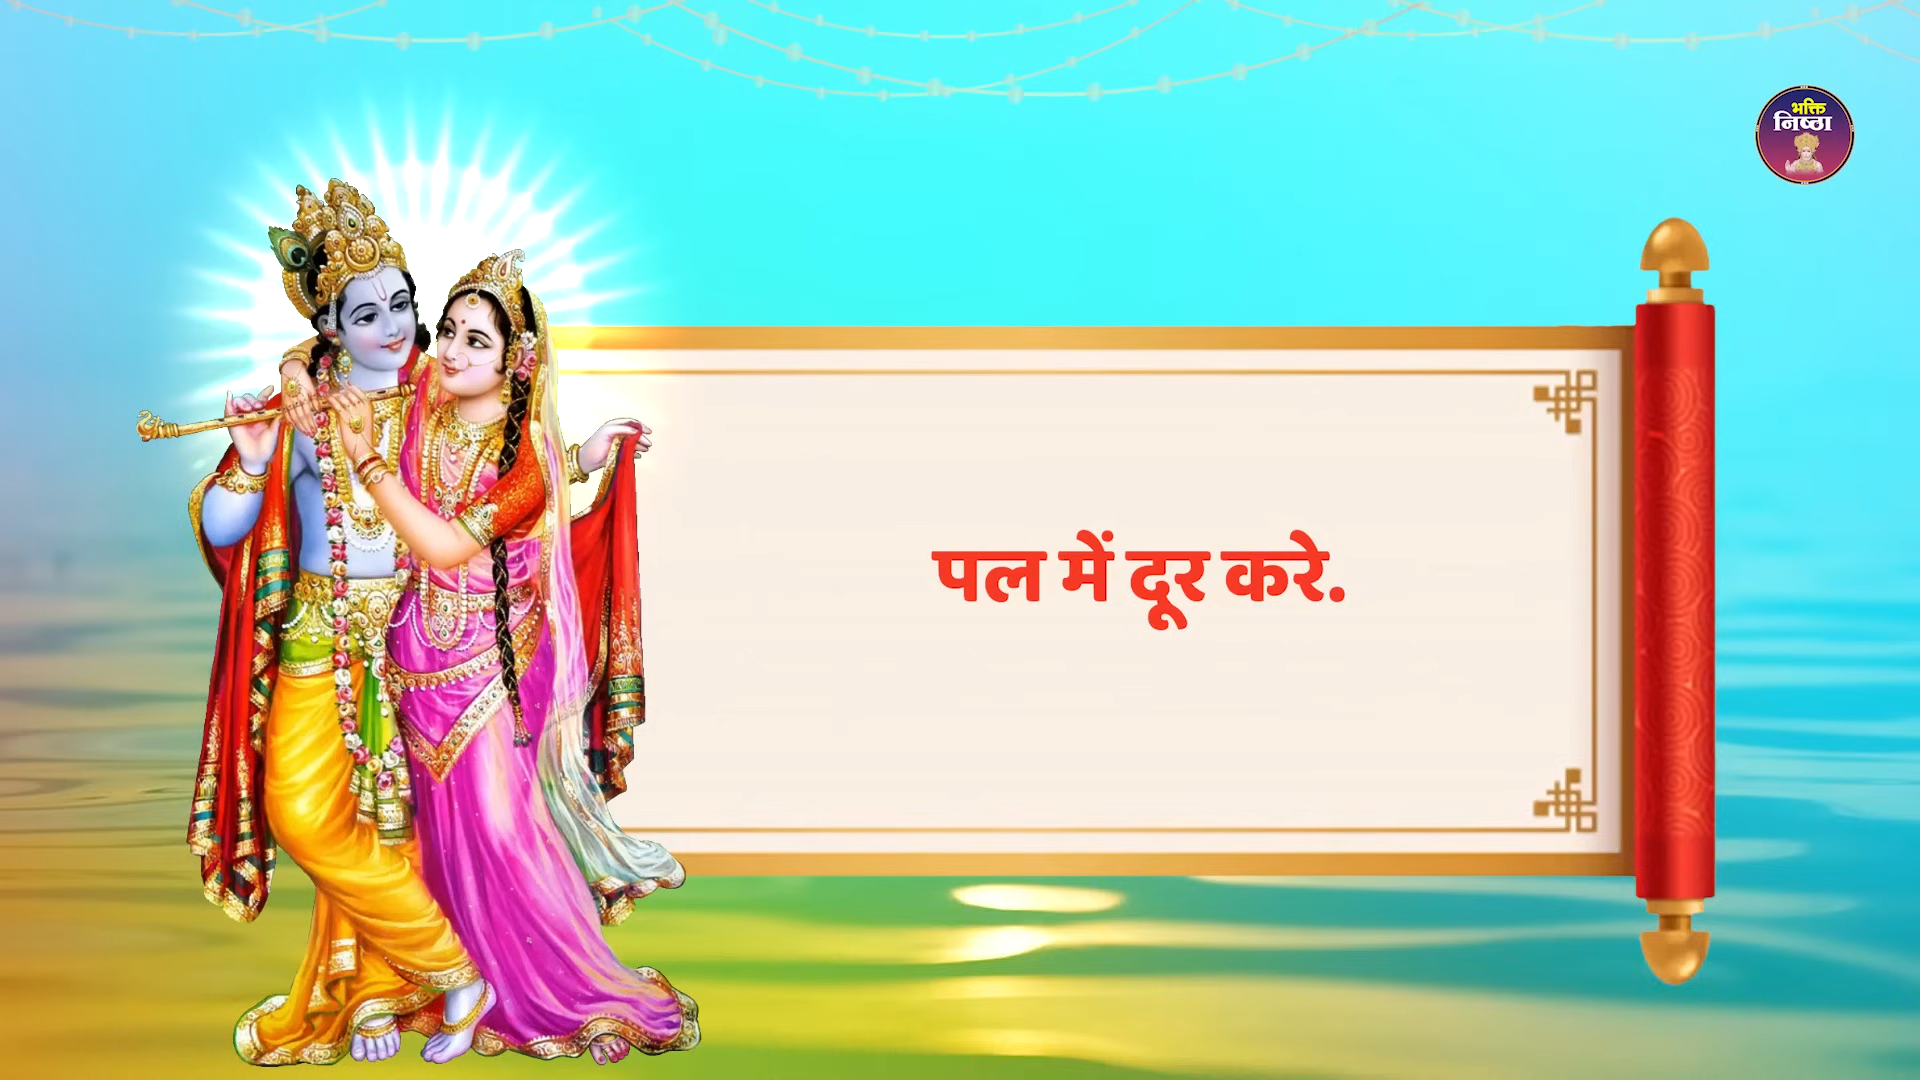 भक्ति
निष्ठा
पल में दूर करे.